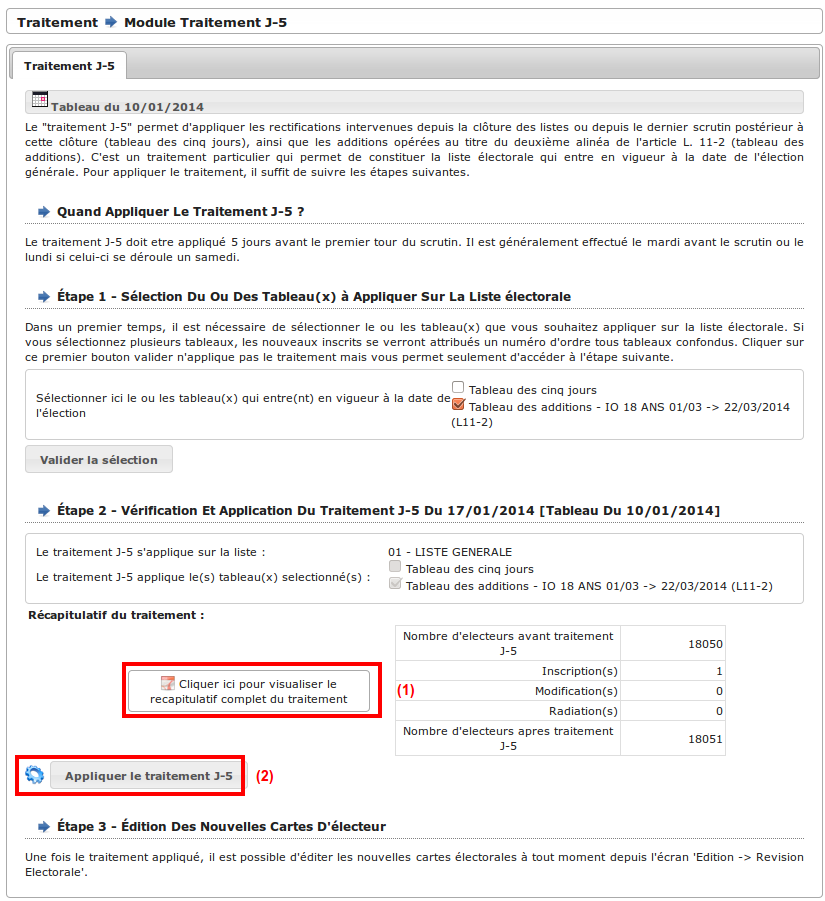 Traitement Module Traitement J-5
Traitement J-5
Tableau du 10/01/2014
Le "traitement J-5" permet d'appliquer les rectifications intervenues depuis la clôture des listes ou depuis le dernier scrutin postérieur à
cette clôture (tableau des cinq jours), ainsi que les additions opérées au titre du deuxième alinéa de l'article L. 11-2 (tableau des
additions). C'est un traitement particulier qui permet de constituer la liste électorale qui entre en vigueur à la date de l'élection
générale. Pour appliquer le traitement, il suffit de suivre les étapes suivantes.
Quand Appliquer Le Traitement J-5 ?
Le traitement J-5 doit etre appliqué 5 jours avant le premier tour du scrutin. Il est généralement effectué le mardi avant le scrutin ou le
lundi si celui-ci se déroule un samedi.
Étape 1 - Sélection Du Ou Des Tableau(x) à Appliquer Sur La Liste électorale
Dans un premier temps, il est nécessaire de sélectionner le ou les tableau(x) que vous souhaitez appliquer sur la liste électorale. Si
vous sélectionnez plusieurs tableaux, les nouveaux inscrits se verront attribués un numéro d'ordre tous tableaux confondus. Cliquer sur
ce premier bouton valider n'applique pas le traitement mais vous permet seulement d'accéder à l'étape suivante.
Sélectionner ici le ou les tableau(x) qui entre(nt) en vigueur à la date de
l'élection
Tableau des cinq jours
Tableau des additions - IO 18 ANS 01/03 -> 22/03/2014
(L11-2)
Valider la sélection
Étape 2 - Vérification Et Application Du Traitement J-5 Du 17/01/2014 [Tableau Du 10/01/2014]
Le traitement J-5 s'applique sur la liste : 01 - LISTE GENERALE
Le traitement J-5 applique le(s) tableau(x) selectionné(s) :
Tableau des cinq jours
Tableau des additions - IO 18 ANS 01/03 -> 22/03/2014 (L11-2)
Récapitulatif du traitement :
Cliquer ici pour visualiser le
recapitulatif complet du traitement
(1)
Nombre d'electeurs avant traitement
J-5
18050
Inscription(s) 1
Modification(s) 0
Radiation(s) 0
Nombre d'electeurs apres traitement
J-5
18051
Appliquer le traitement J-5 (2)
Étape 3 - Édition Des Nouvelles Cartes D'électeur
Une fois le traitement appliqué, il est possible d'éditer les nouvelles cartes électorales à tout moment depuis l'écran 'Edition -> Revision
Electorale'.